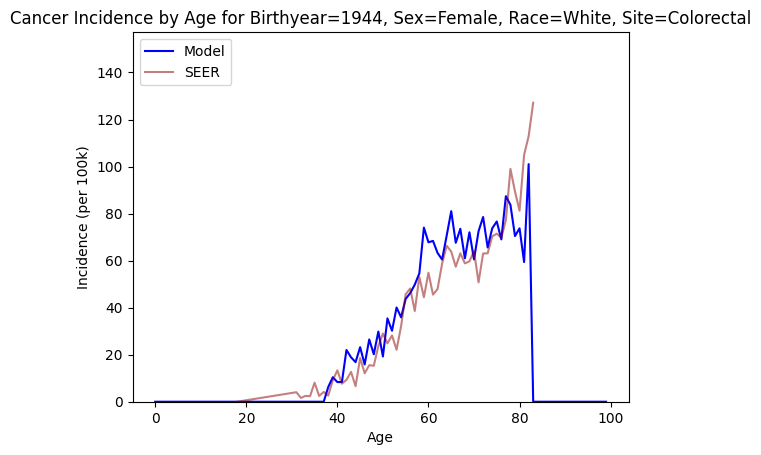 Cancer Incidence by Age for Birthyear=1944, Sex=Female, Race=White, Site=Colorectal
Model
SEER
140
120
100
80
60
40
20
0
Incidence (per 100k)
0 20 40 60 80 100
Age